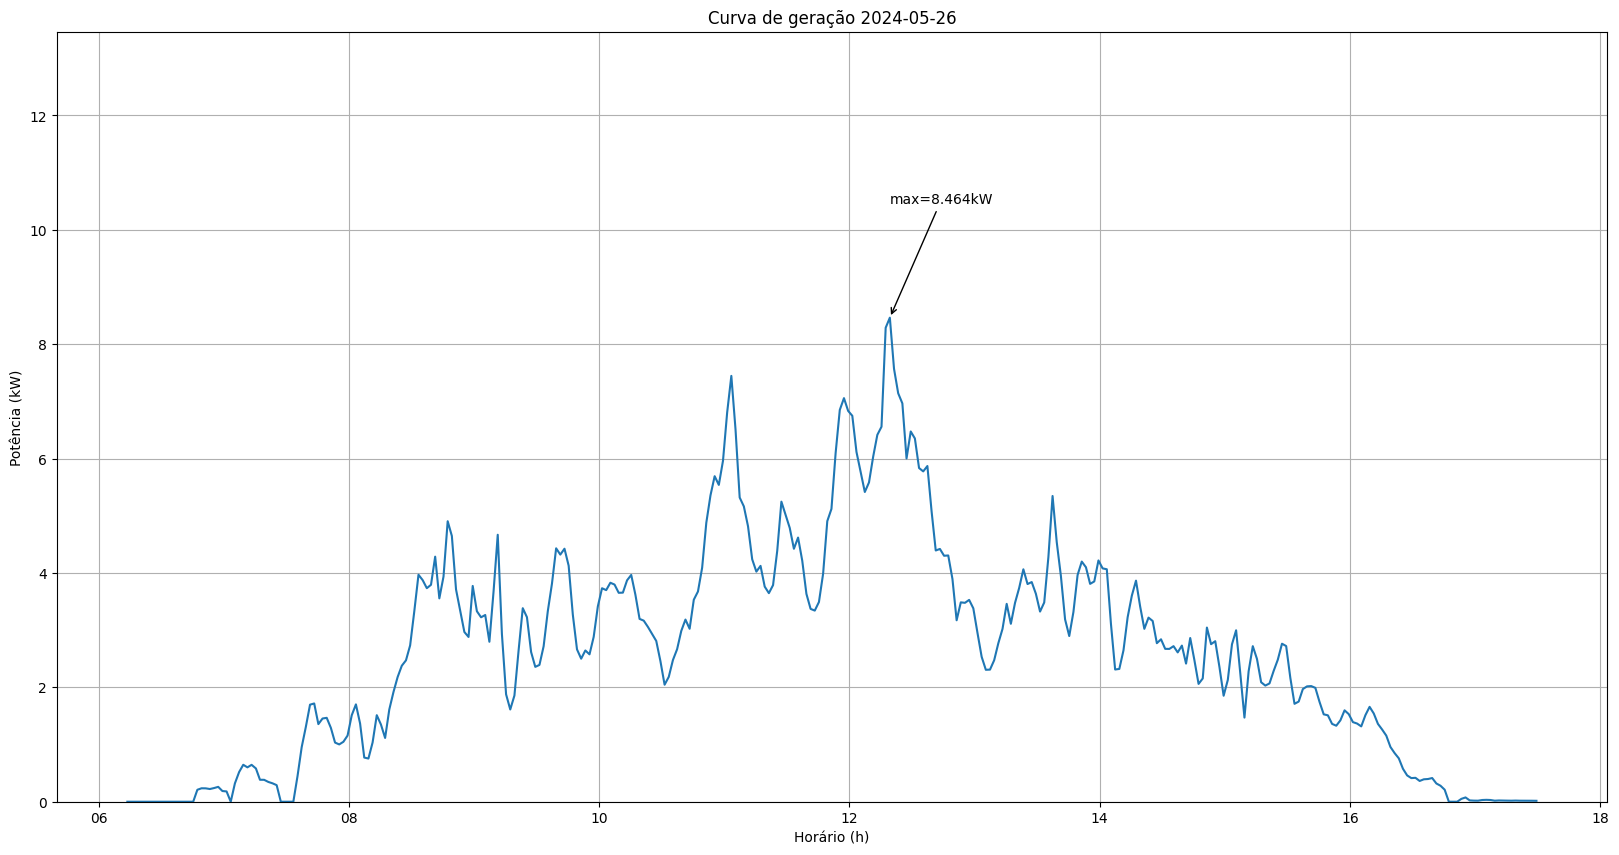 Curva de geração 2024-05-26
12
10
8
6
4
2
0
Potência (kW)
max=8.464kW
06 08 10 12 14 16 18
Horário (h)